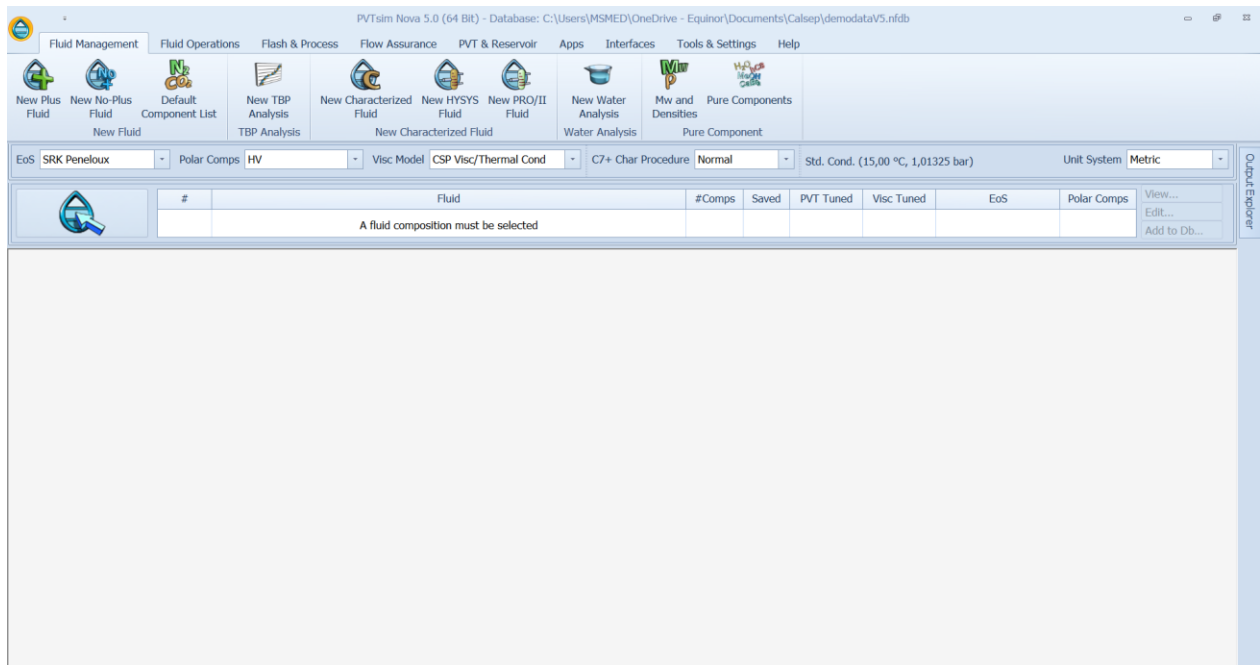 PVTsim Nova 5.0 (64 Bit) - Database: C:\Users\MSMED\OneDrive - Equinor\Documents\Calsep\demodataV5.nfdb
Fluid Management Fluid Operations Flash & Process Flow Assurance PVT & Reservoir Apps Interfaces Tools & Settings Help
New Plus Fluid
New No-Plus Fluid
Default Component List
New Fluid
New TBP Analysis
TBP Analysis
New Characterized Fluid
New HYSYS Fluid
New PRO/II Fluid
New Characterized Fluid
New Water Analysis
Water Analysis
Mw and Densities
Pure Components
Pure Component
EoS SRK Peneloux Polar Comps HV Visc Model CSP Visc/Thermal Cond C7+ Char Procedure Normal Std. Cond. (15,00 °C, 1,01325 bar) Unit System Metric
# Fluid #Comps Saved PVT Tuned Visc Tuned EoS Polar Comps
A fluid composition must be selected
View...
Edit...
Add to Db...
Output Explorer